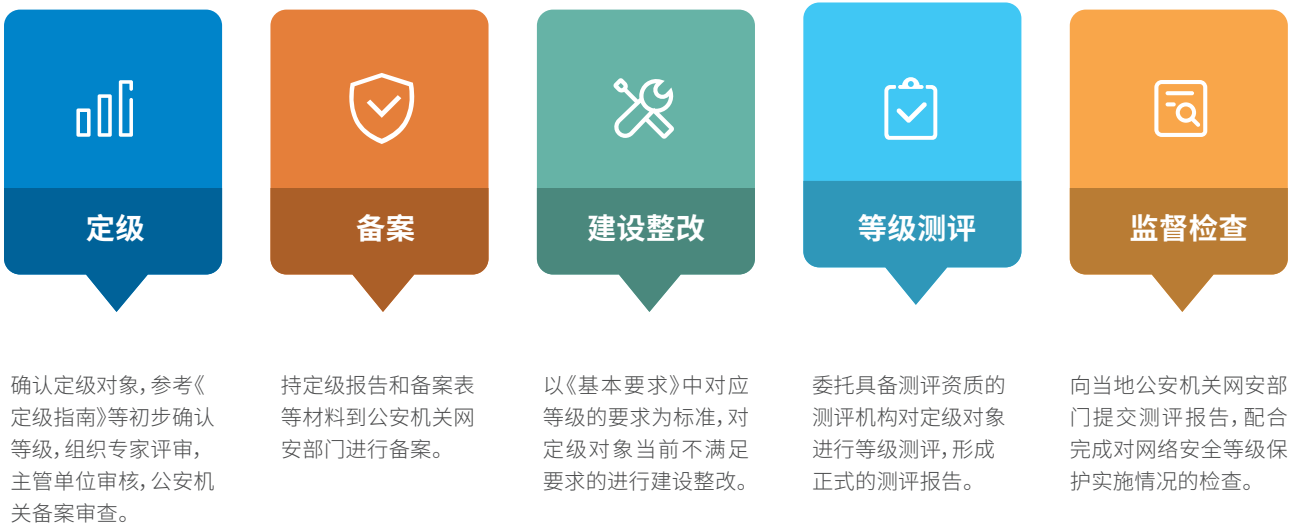 定级
备案
建设整改
等级测评
监督检查
确认定级对象，参考《
定级指南》等初步确认
等级，组织专家评审，
主管单位审核，公安机
关备案审查。
持定级报告和备案表
等材料到公安机关网
安部门进行备案。
以《基本要求》中对应
等级的要求为标准，对
定级对象当前不满足
要求的进行建设整改。
委托具备测评资质的
测评机构对定级对象
进行等级测评，形成
正式的测评报告。
向当地公安机关网安部
门提交测评报告，配合
完成对网络安全等级保
护实施情况的检查。